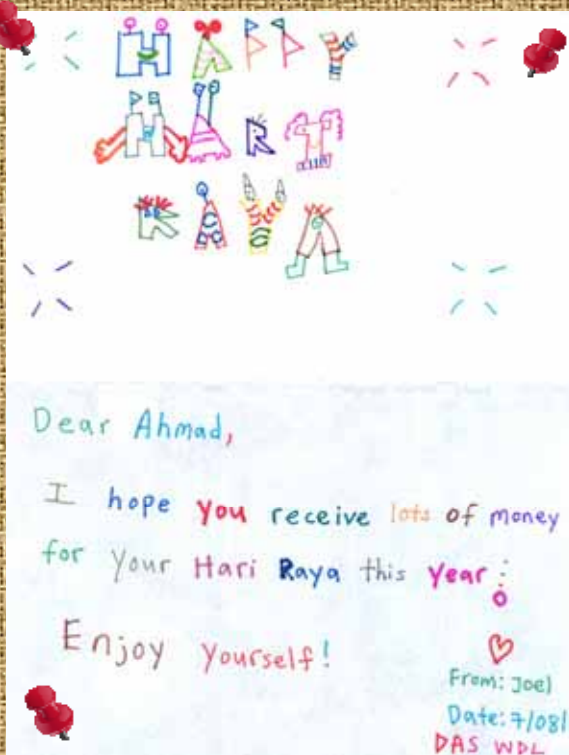 HAPPY
HARI
RAYA
Dear Ahmad,
I hope you receive lots of money
for your Hari Raya this year!
Enjoy yourself!
From: Joel
Date: 7/08/
DAS WDL